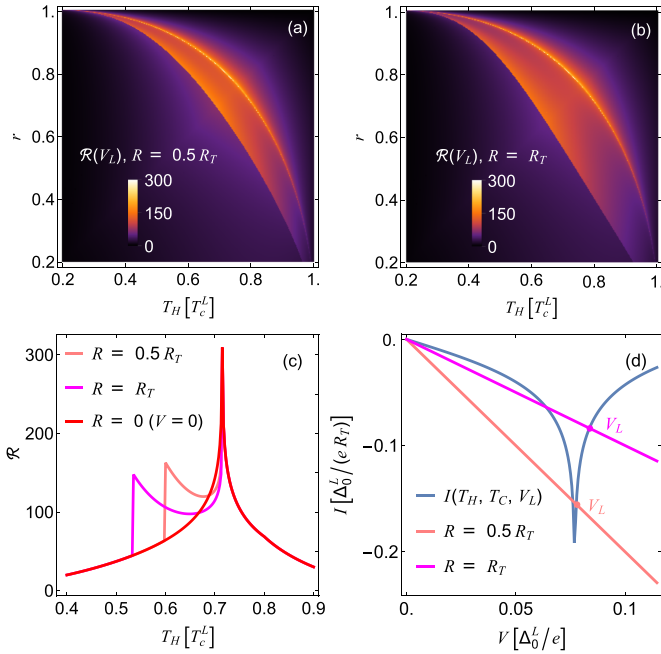 (a)
1.0
0.8
0.6
0.4
0.2
r
ℛ(V_L), R = 0.5 R_T
300
150
0
0.2 0.4 0.6 0.8 1.
T_H [T_c^L]
(b)
1.0
0.8
0.6
0.4
0.2
r
ℛ(V_L), R = R_T
300
150
0
0.2 0.4 0.6 0.8 1.
T_H [T_c^L]
(c)
300
200
100
0
ℛ
R = 0.5 R_T
R = R_T
R = 0 (V = 0)
0.4 0.5 0.6 0.7 0.8 0.9
T_H [T_c^L]
(d)
0.
-0.1
-0.2
I [Δ_0^L/(e R_T)]
V_L
V_L
I(T_H, T_C, V_L)
R = 0.5 R_T
R = R_T
0. 0.05 0.1
V [Δ_0^L/e]